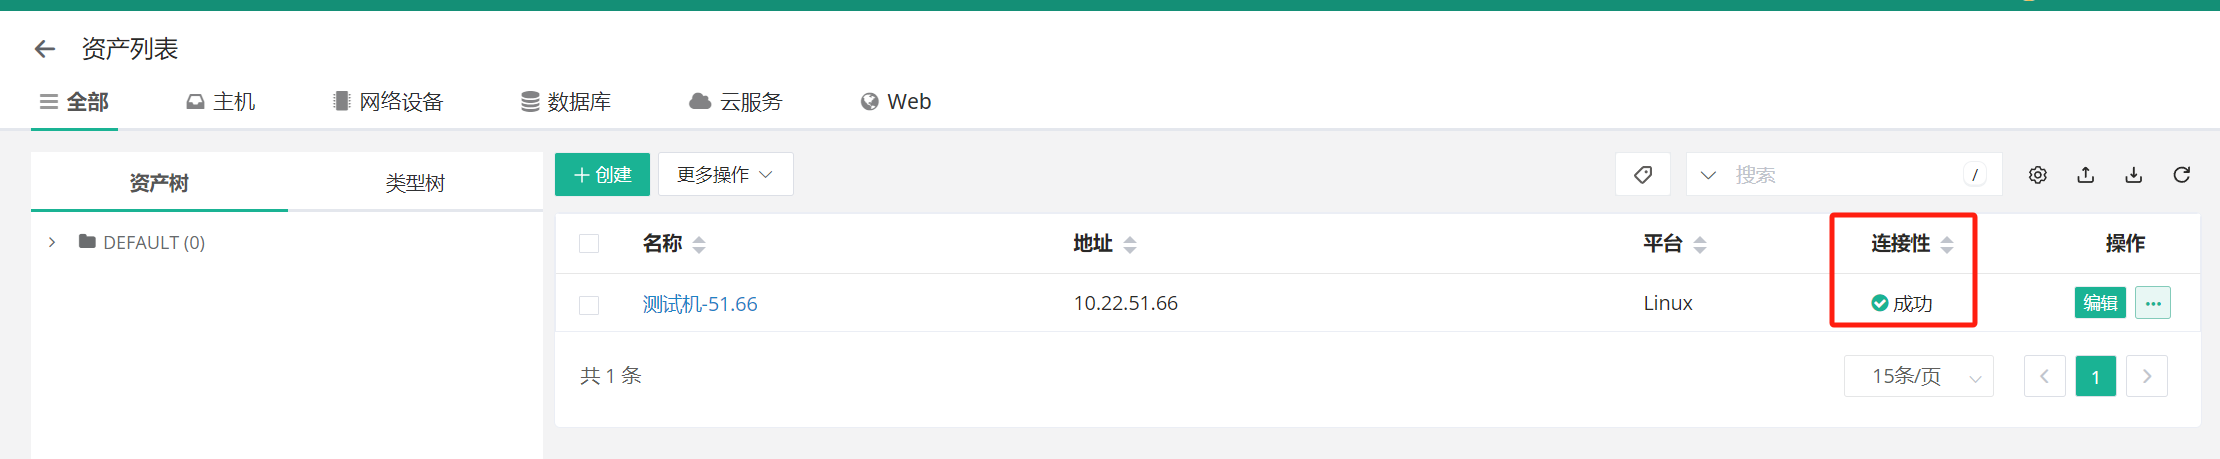 资产列表
全部 主机 网络设备 数据库 云服务 Web
资产树 类型树
DEFAULT (0)
创建 更多操作 搜索 /
名称 地址 平台 连接性 操作
测试机-51.66 10.22.51.66 Linux 成功 编辑 ···
共 1 条 15条/页 1